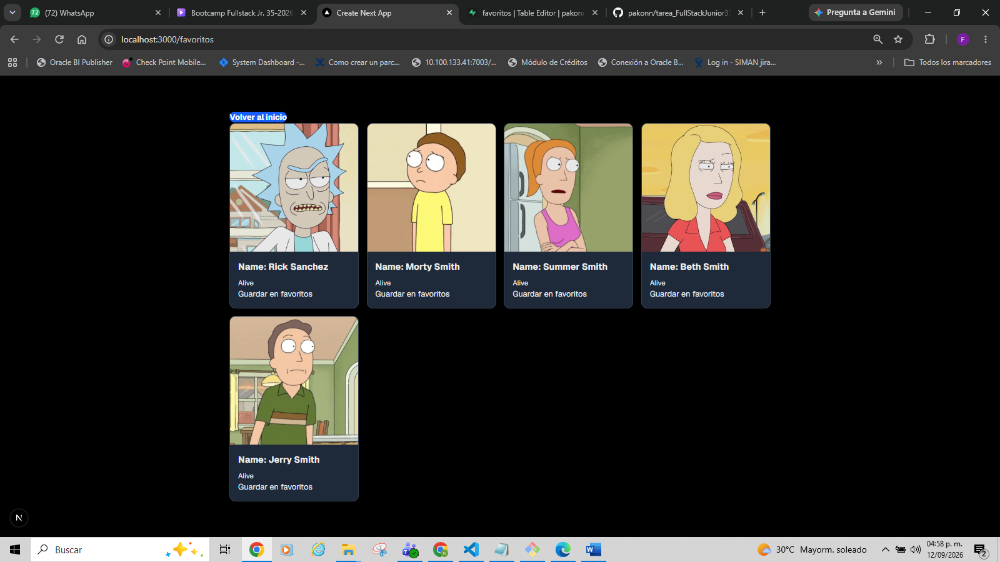 72
(72) WhatsApp
Bootcamp Fullstack Jr. 35-2026
Create Next App
favoritos | Table Editor | pakonn
pakonn/tarea_FullStackJunior35
Pregunta a Gemini
localhost:3000/favoritos
F
Oracle BI Publisher
Check Point Mobile...
System Dashboard -...
Como crear un parc...
10.100.133.41:7003/...
Módulo de Créditos
Conexión a Oracle B...
Log in - SIMAN jira...
Todos los marcadores
Volver al inicio
Name: Rick Sanchez
Alive
Guardar en favoritos
Name: Morty Smith
Alive
Guardar en favoritos
Name: Summer Smith
Alive
Guardar en favoritos
Name: Beth Smith
Alive
Guardar en favoritos
Name: Jerry Smith
Alive
Guardar en favoritos
N
Buscar
30°C Mayorm. soleado
04:58 p. m.
12/09/2026
2